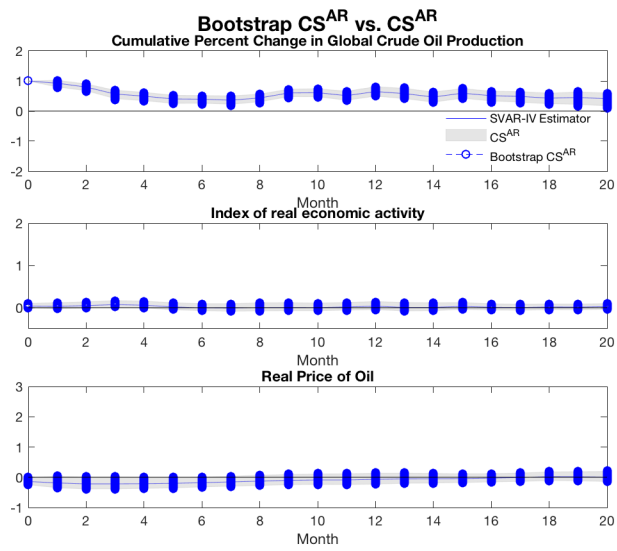 Bootstrap CS^AR vs. CS^AR
Cumulative Percent Change in Global Crude Oil Production
2
1
0
-1
-2
SVAR-IV Estimator
CS^AR
Bootstrap CS^AR
0 2 4 6 8 10 12 14 16 18 20
Month
Index of real economic activity
2
1
0
0 2 4 6 8 10 12 14 16 18 20
Month
Real Price of Oil
3
2
1
0
-1
0 2 4 6 8 10 12 14 16 18 20
Month